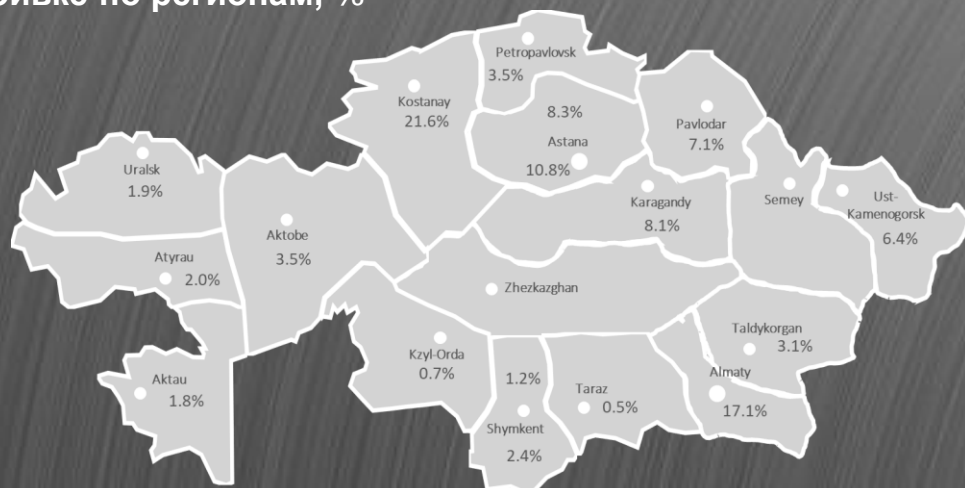 по регионам, %
Petropavlovsk
3.5%
Kostanay
21.6%
8.3%
Astana
10.8%
Pavlodar
7.1%
Uralsk
1.9%
Karagandy
8.1%
Semey
Ust-
Kamenogorsk
6.4%
Aktobe
3.5%
Atyrau
2.0%
Zhezkazghan
Taldykorgan
3.1%
Kzyl-Orda
0.7%
1.2%
Taraz
0.5%
Almaty
17.1%
Aktau
1.8%
Shymkent
2.4%